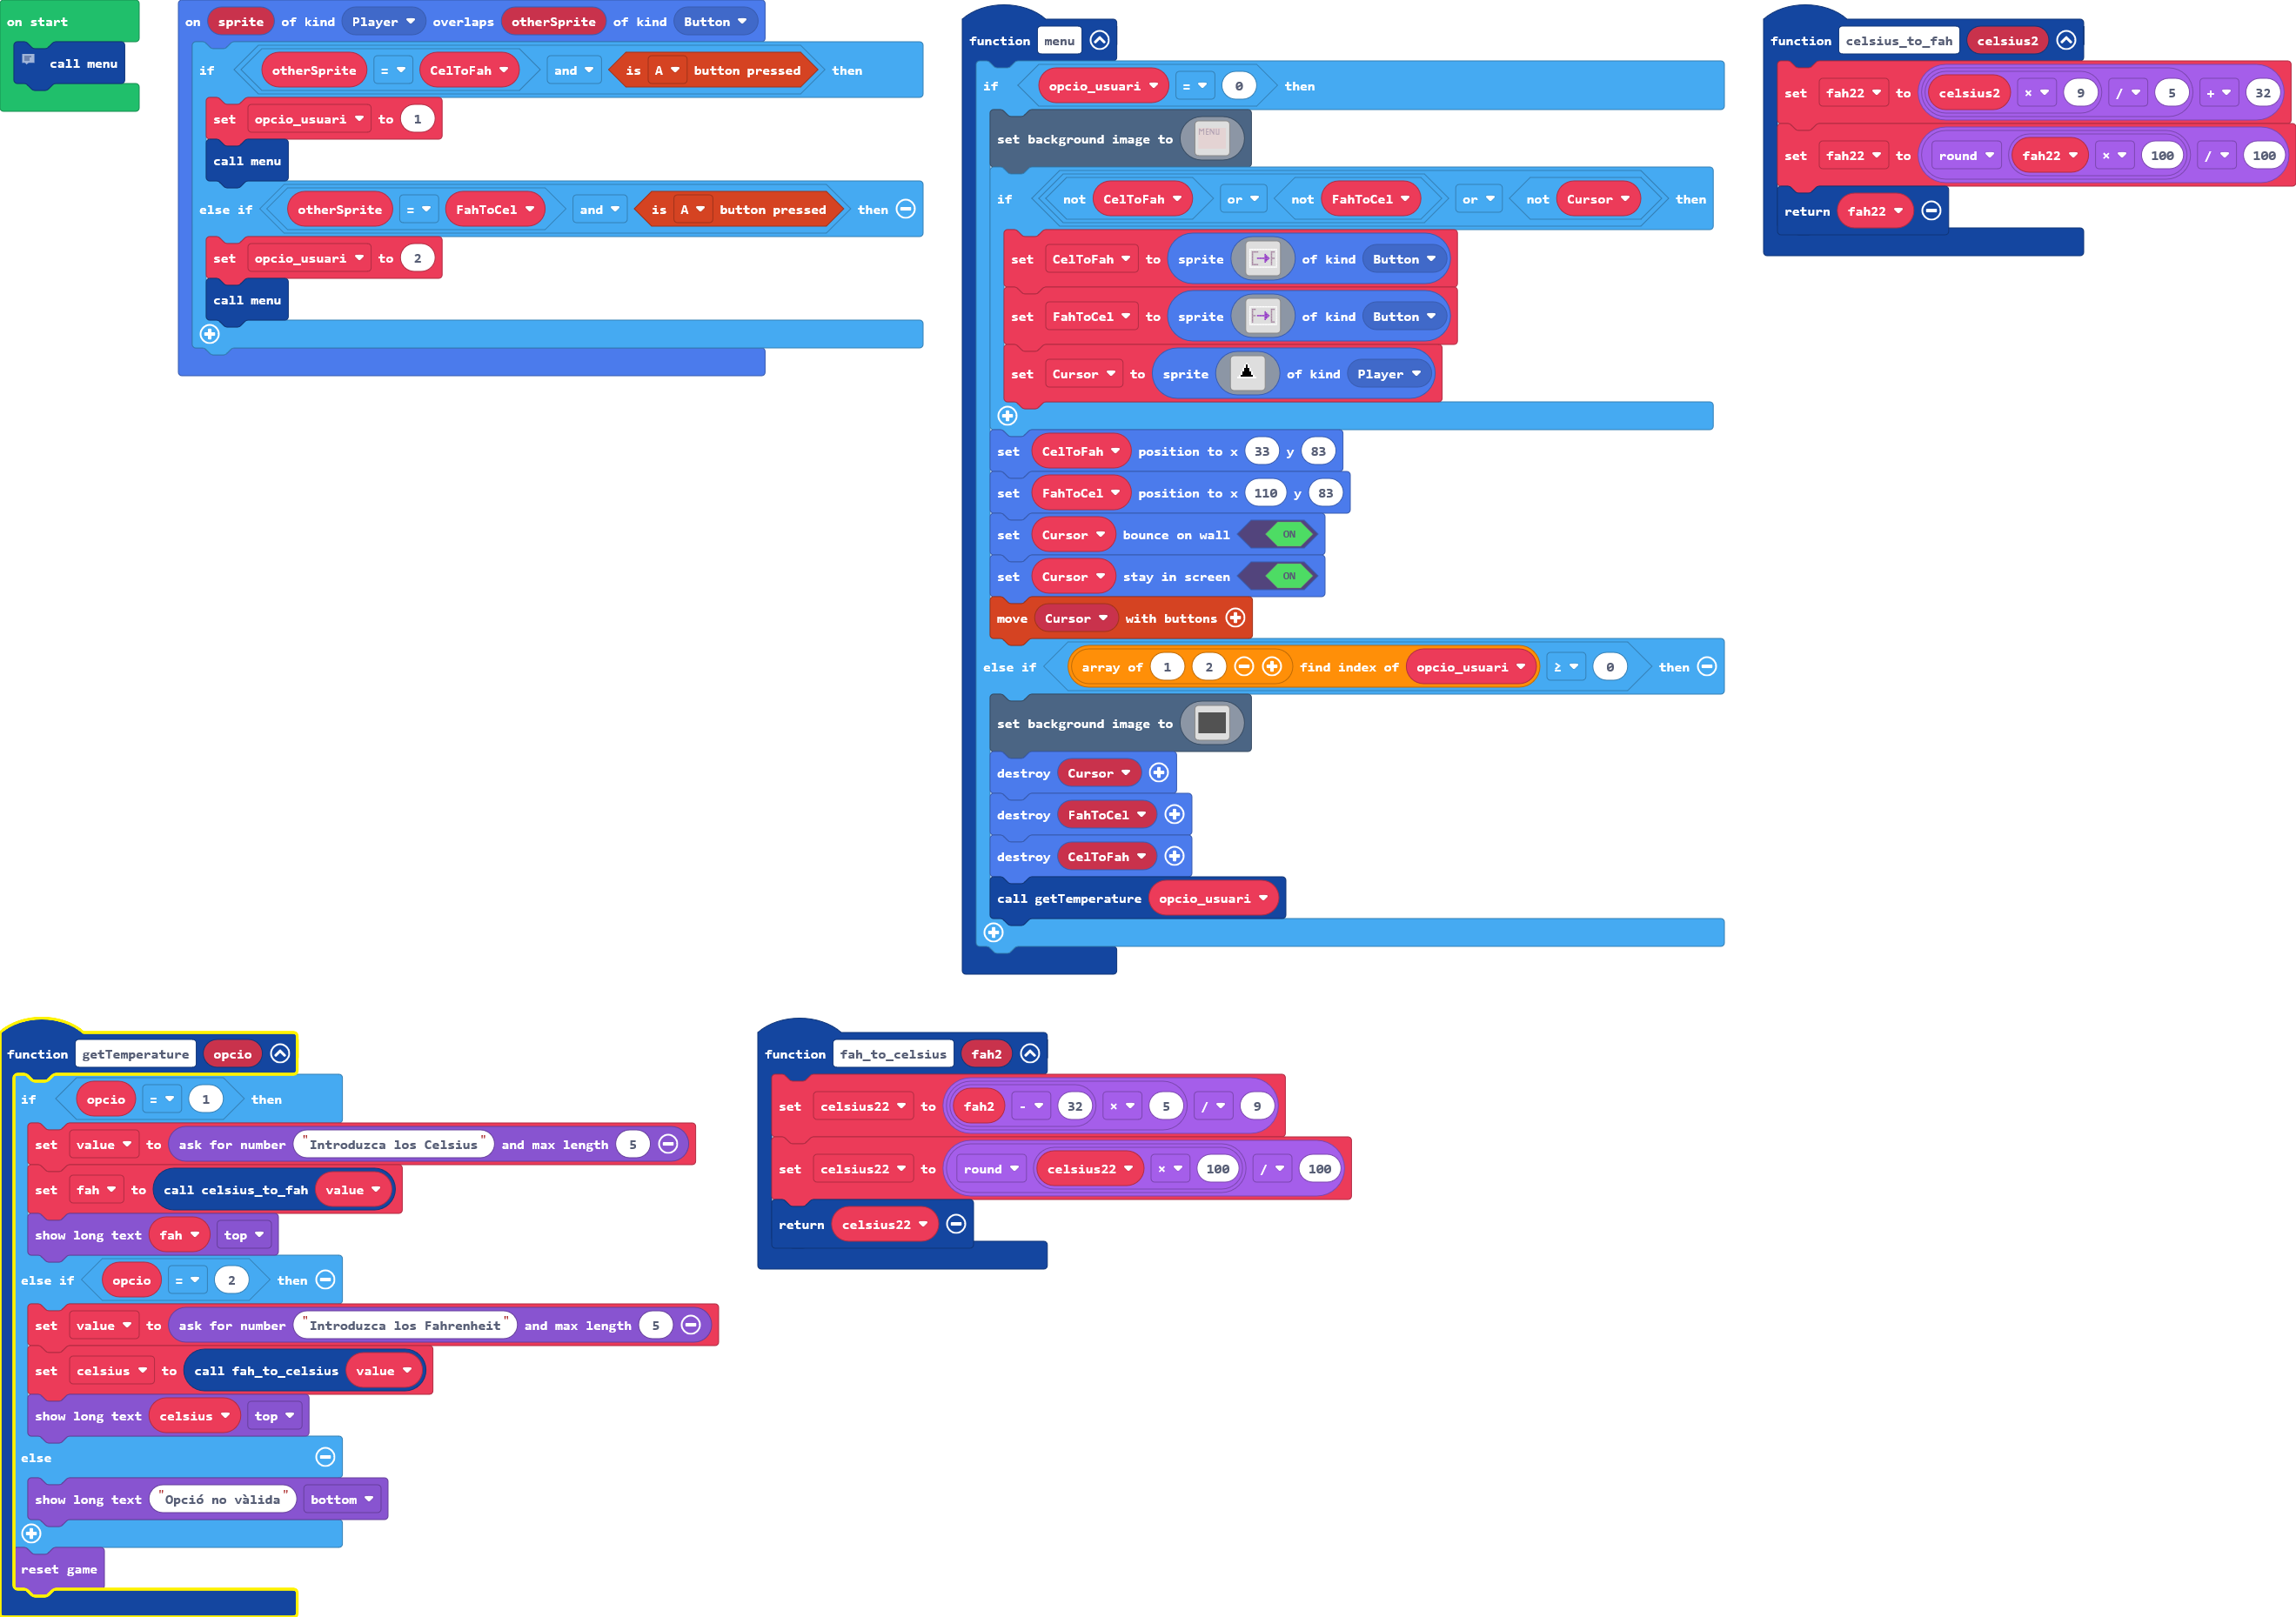 on start
call menu
on sprite of kind Player overlaps otherSprite of kind Button
if otherSprite = CelToFah and is A button pressed then
set opcio_usuari to 1
call menu
else if otherSprite = FahToCel and is A button pressed then
set opcio_usuari to 2
call menu
function menu
if opcio_usuari = 0 then
set background image to MENU
if not CelToFah or not FahToCel or not Cursor then
set CelToFah to sprite of kind Button
set FahToCel to sprite of kind Button
set Cursor to sprite of kind Player
set CelToFah position to x 33 y 83
set FahToCel position to x 110 y 83
set Cursor bounce on wall ON
set Cursor stay in screen ON
move Cursor with buttons
else if array of 1 2 find index of opcio_usuari ≥ 0 then
set background image to
destroy Cursor
destroy FahToCel
destroy CelToFah
call getTemperature opcio_usuari
function celsius_to_fah celsius2
set fah22 to celsius2 × 9 / 5 + 32
set fah22 to round fah22 × 100 / 100
return fah22
function getTemperature opcio
if opcio = 1 then
set value to ask for number "Introduzca los Celsius" and max length 5
set fah to call celsius_to_fah value
show long text fah top
else if opcio = 2 then
set value to ask for number "Introduzca los Fahrenheit" and max length 5
set celsius to call fah_to_celsius value
show long text celsius top
else
show long text "Opció no vàlida" bottom
reset game
function fah_to_celsius fah2
set celsius22 to fah2 - 32 × 5 / 9
set celsius22 to round celsius22 × 100 / 100
return celsius22